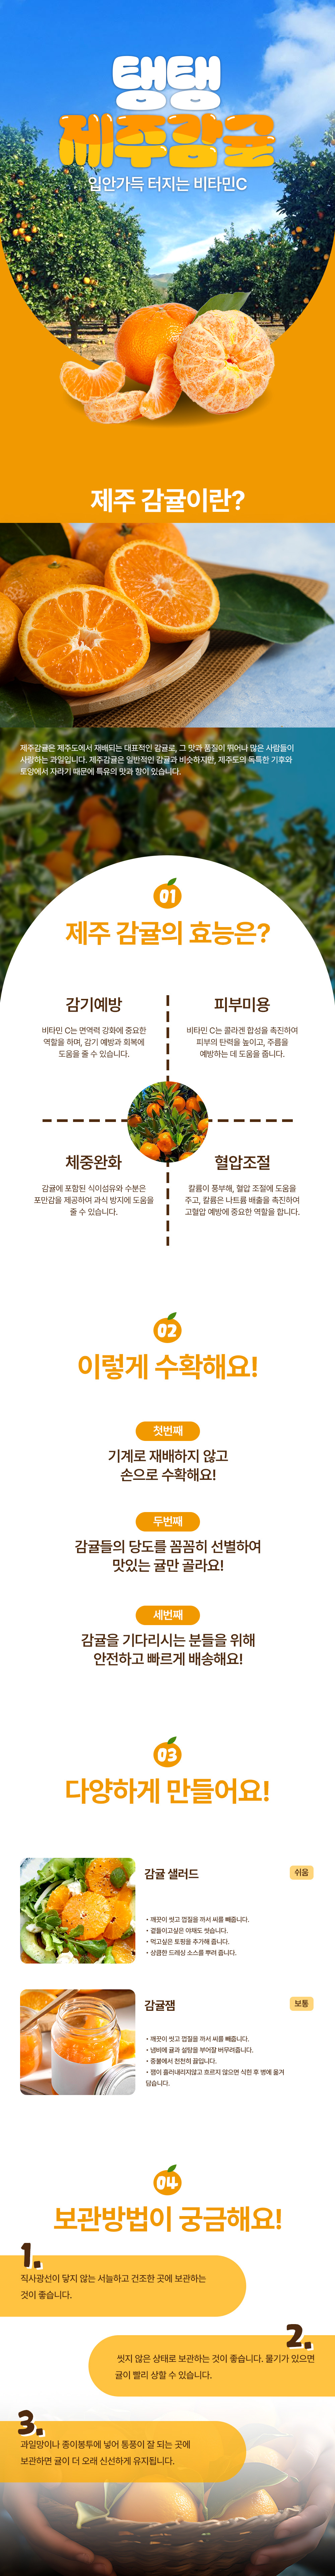 탱탱
제주감귤
입안가득 터지는 비타민C
제주 감귤이란?
제주감귤은 제주도에서 재배되는 대표적인 감귤로, 그 맛과 품질이 뛰어나 많은 사람들이
사랑하는 과일입니다. 제주감귤은 일반적인 감귤과 비슷하지만, 제주도의 독특한 기후와
토양에서 자라기 때문에 특유의 맛과 향이 있습니다.
01
제주 감귤의 효능은?
감기예방
비타민 C는 면역력 강화에 중요한
역할을 하며, 감기 예방과 회복에
도움을 줄 수 있습니다.
피부미용
비타민 C는 콜라겐 합성을 촉진하여
피부의 탄력을 높이고, 주름을
예방하는 데 도움을 줍니다.
체중완화
감귤에 포함된 식이섬유와 수분은
포만감을 제공하여 과식 방지에 도움을
줄 수 있습니다.
혈압조절
칼륨이 풍부해, 혈압 조절에 도움을
주고, 칼륨은 나트륨 배출을 촉진하여
고혈압 예방에 중요한 역할을 합니다.
02
이렇게 수확해요!
첫번째
기계로 재배하지 않고
손으로 수확해요!
두번째
감귤들의 당도를 꼼꼼히 선별하여
맛있는 귤만 골라요!
세번째
감귤을 기다리시는 분들을 위해
안전하고 빠르게 배송해요!
03
다양하게 만들어요!
감귤 샐러드
쉬움
• 깨끗이 씻고 껍질을 까서 씨를 빼줍니다.
• 곁들이고싶은 야채도 씻습니다.
• 먹고싶은 토핑을 추가해 줍니다.
• 상큼한 드레싱 소스를 뿌려 줍니다.
감귤잼
보통
• 깨끗이 씻고 껍질을 까서 씨를 빼줍니다.
• 냄비에 귤과 설탕을 부어잘 버무려줍니다.
• 중불에서 천천히 끓입니다.
• 잼이 흘러내리지않고 흐르지 않으면 식힌 후 병에 옮겨
담습니다.
04
보관방법이 궁금해요!
1.
직사광선이 닿지 않는 서늘하고 건조한 곳에 보관하는
것이 좋습니다.
2.
씻지 않은 상태로 보관하는 것이 좋습니다. 물기가 있으면
귤이 빨리 상할 수 있습니다.
3.
과일망이나 종이봉투에 넣어 통풍이 잘 되는 곳에
보관하면 귤이 더 오래 신선하게 유지됩니다.